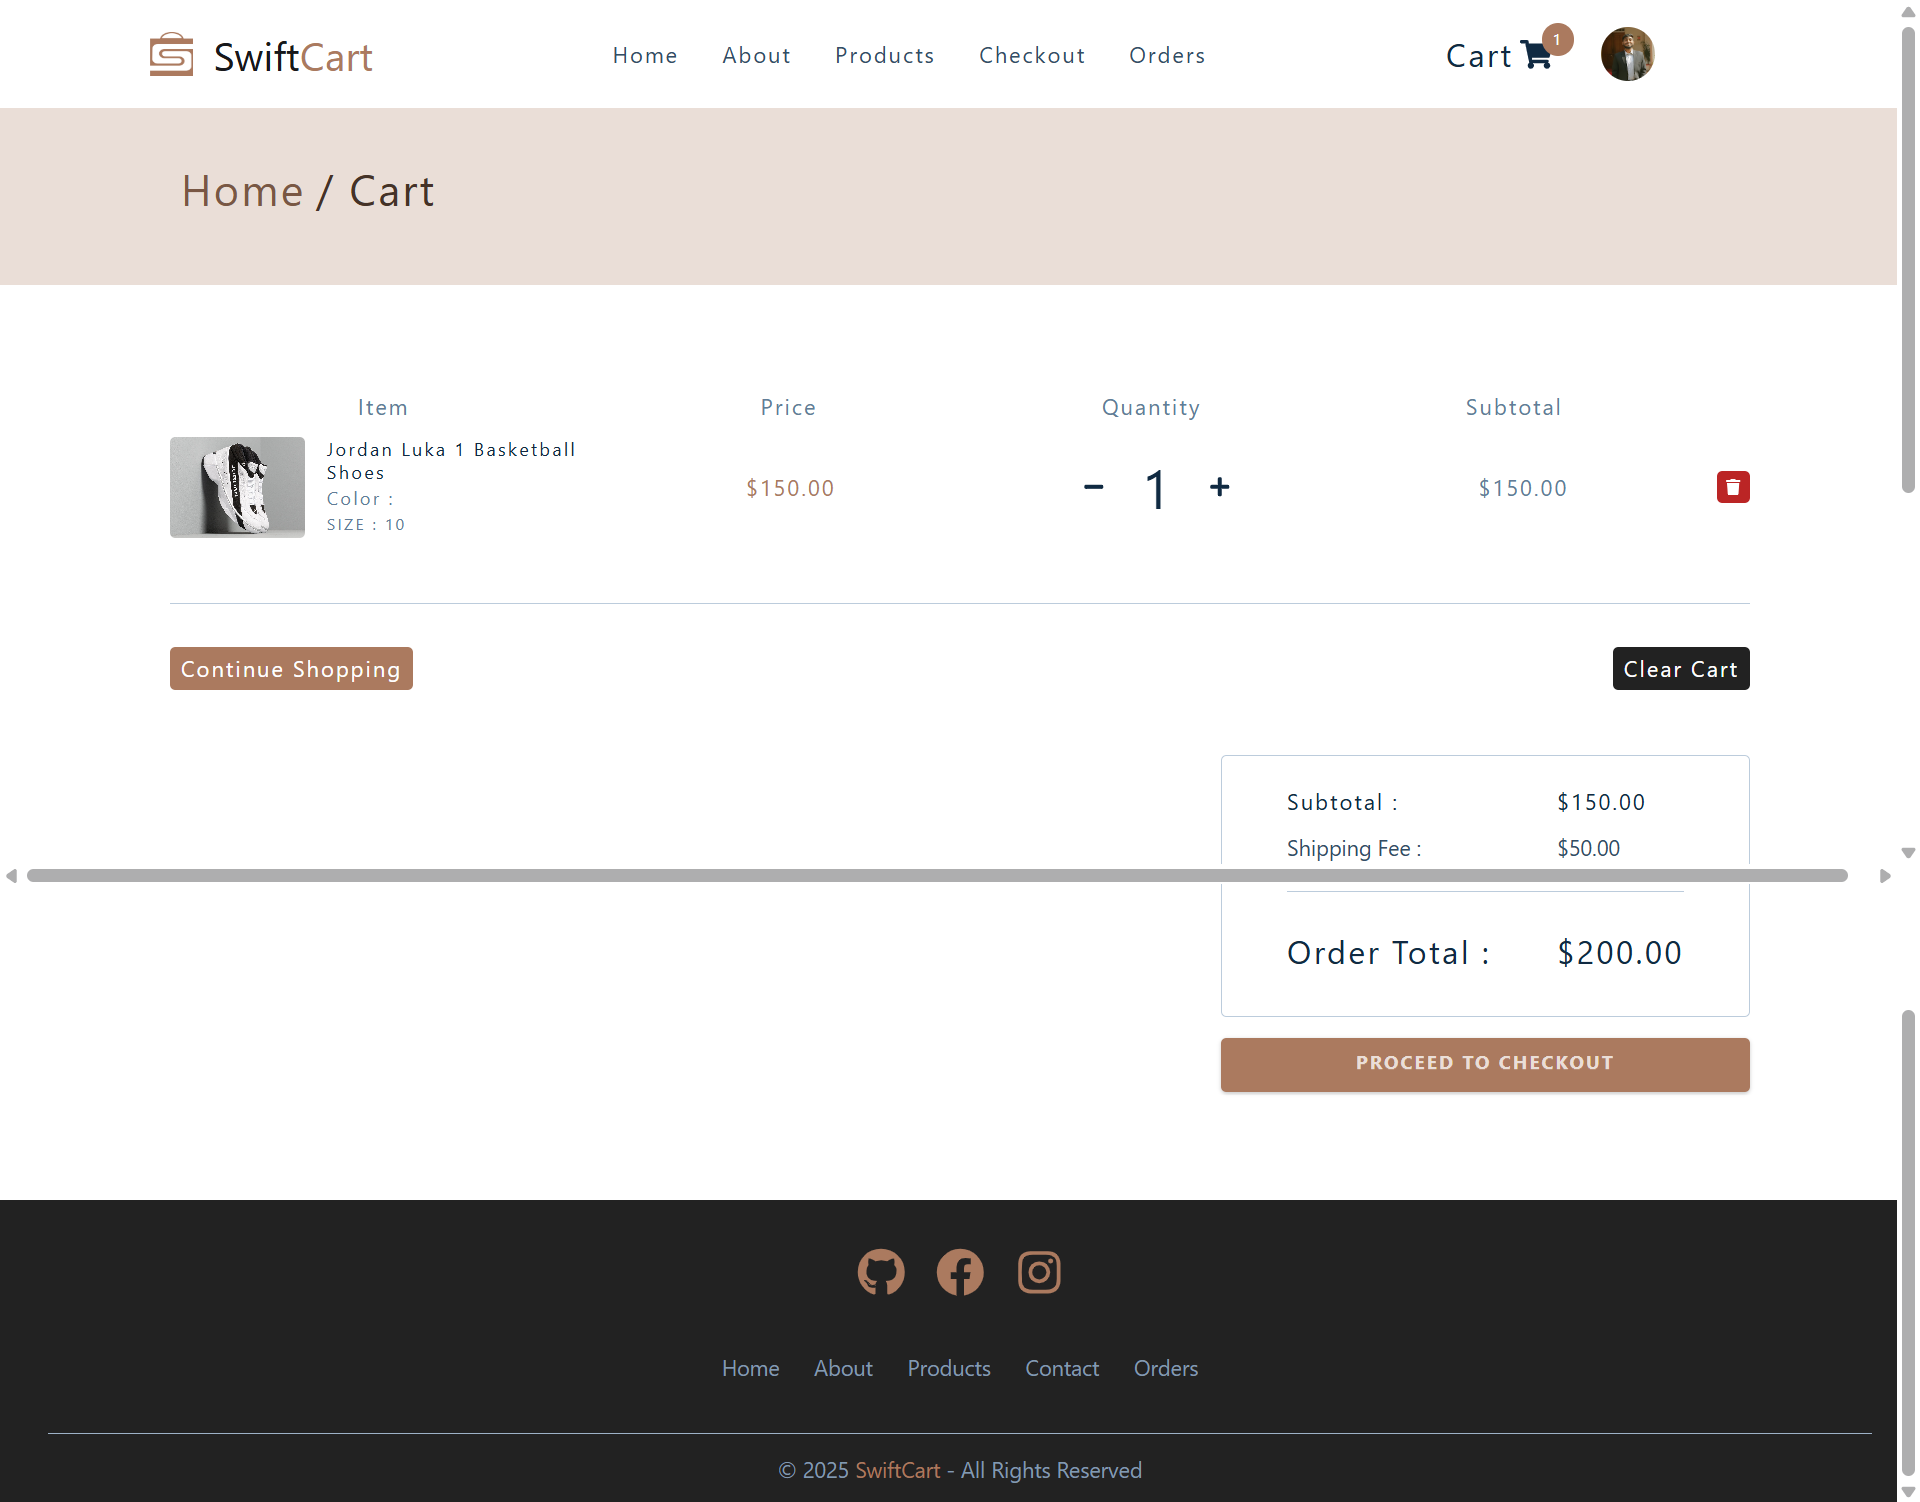 SwiftCart
Home About Products Checkout Orders
Cart 1
Home / Cart
Item Price Quantity Subtotal
Jordan Luka 1 Basketball
Shoes
Color :
SIZE : 10
$150.00 1 $150.00
Continue Shopping Clear Cart
Subtotal : $150.00
Shipping Fee : $50.00
Order Total : $200.00
PROCEED TO CHECKOUT
Home About Products Contact Orders
© 2025 SwiftCart - All Rights Reserved